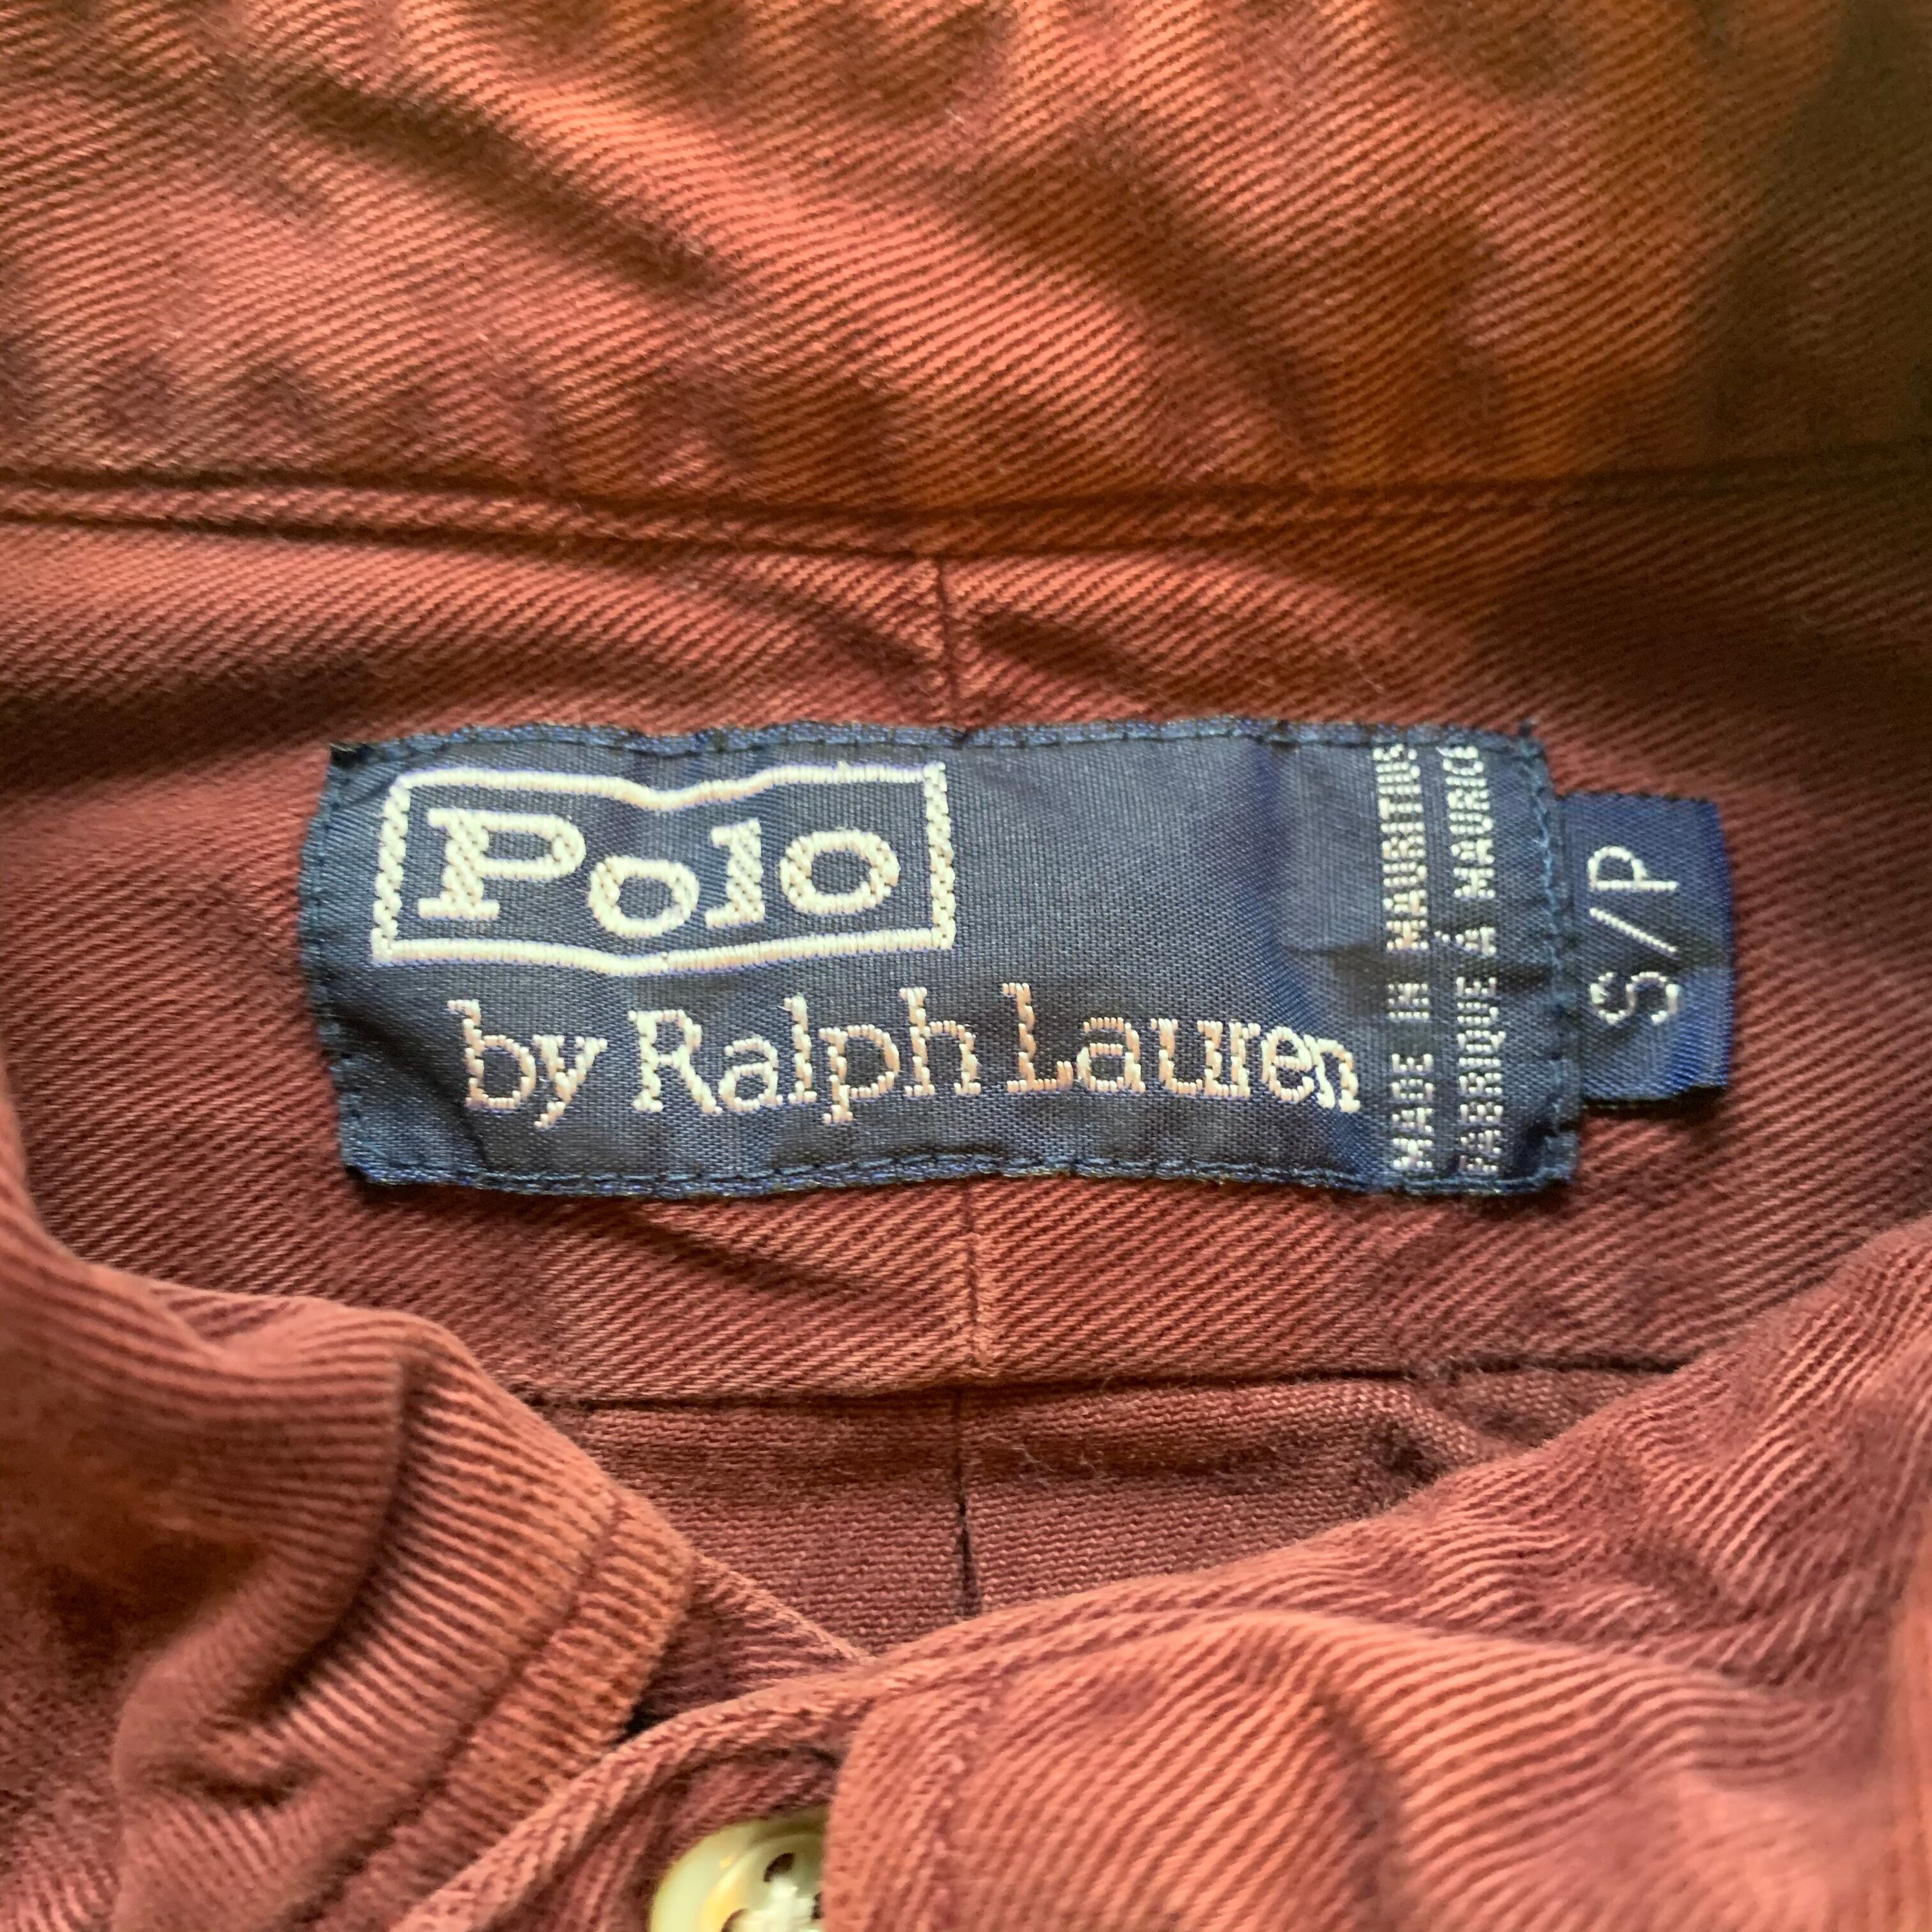 Polo
by Ralph Lauren
MADE IN MAURITIUS
FABRIQUE À MAURICE
S/P